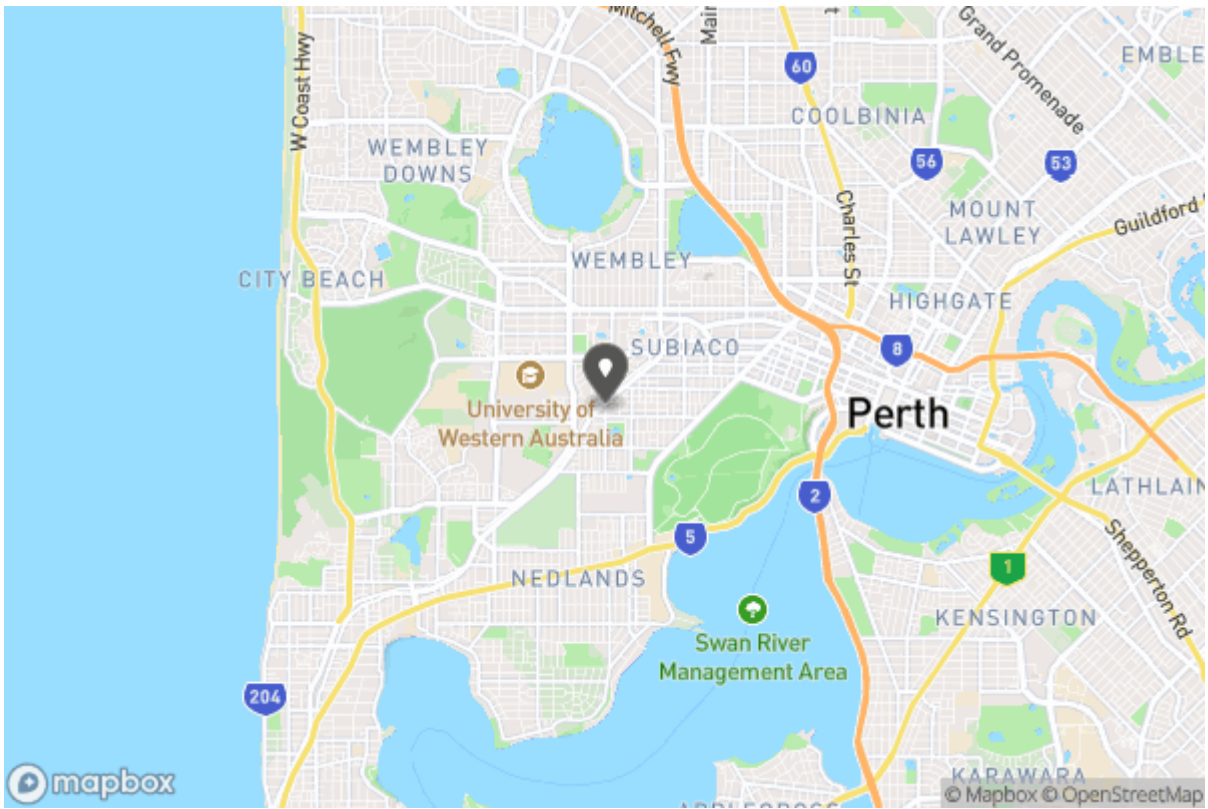 Mitchell Fwy
Main
t
60
Grand Promenade
EMBLE
W Coast Hwy
COOLBINIA
WEMBLEY
DOWNS
56
53
MOUNT
LAWLEY
Charles St
Guildford
WEMBLEY
CITY BEACH
HIGHGATE
SUBIACO
8
University of
Western Australia
Perth
LATHLAIN
2
5
1
Shepperton Rd
NEDLANDS
KENSINGTON
Swan River
Management Area
204
KARAWARA
mapbox
© Mapbox © OpenStreetMap
APPLECROSS